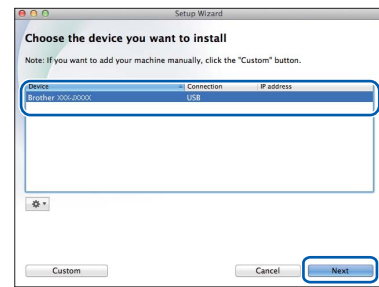 Setup Wizard
Choose the device you want to install
Note: If you want to add your machine manually, click the "Custom" button.
Device Connection IP address
Brother XXX-XXXXX USB
Custom Cancel Next